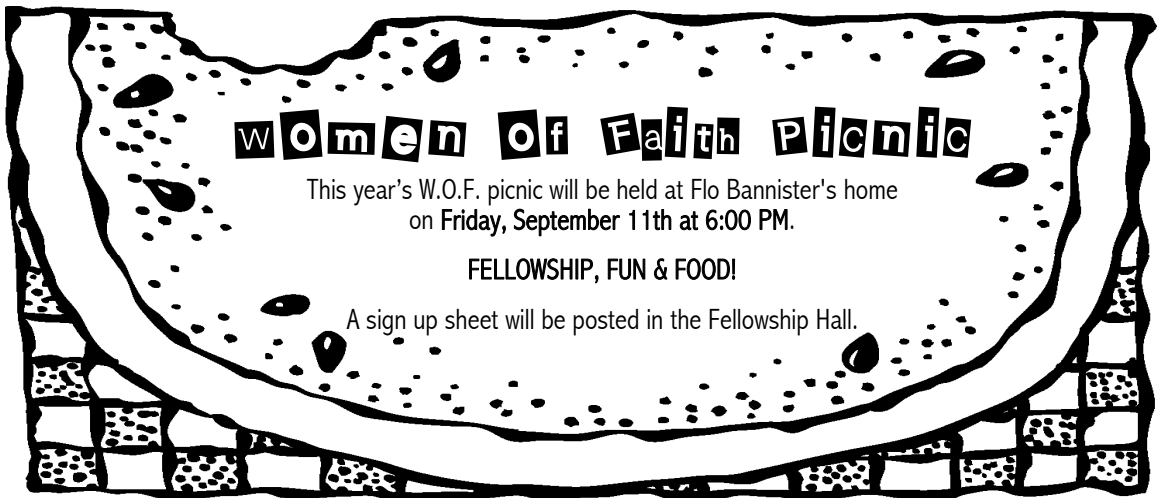 Women Of Faith Picnic
This year’s W.O.F. picnic will be held at Flo Bannister's home
on Friday, September 11th at 6:00 PM.
FELLOWSHIP, FUN & FOOD!
A sign up sheet will be posted in the Fellowship Hall.